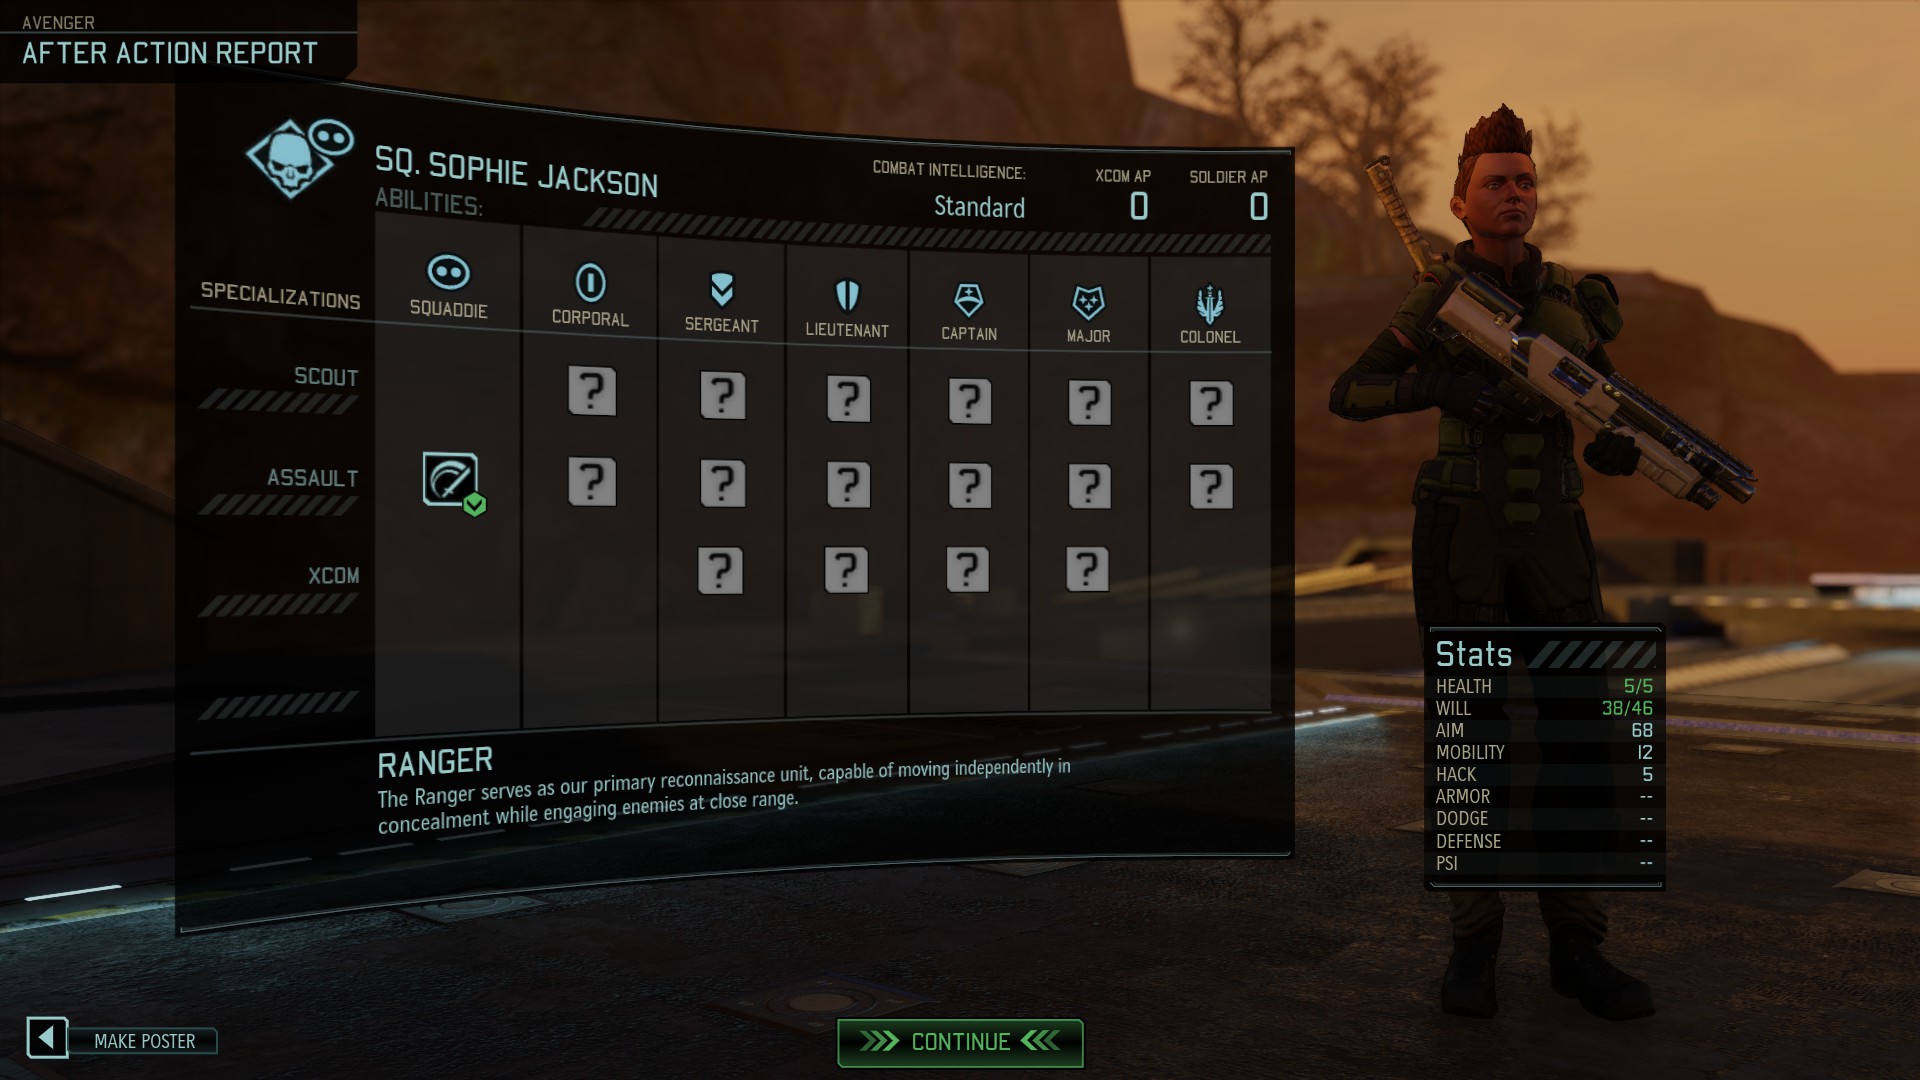 AVENGER
AFTER ACTION REPORT
SQ. SOPHIE JACKSON
ABILITIES:
COMBAT INTELLIGENCE:
Standard
XCOM AP
0
SOLDIER AP
0
SPECIALIZATIONS
SQUADDIE
CORPORAL
SERGEANT
LIEUTENANT
CAPTAIN
MAJOR
COLONEL
SCOUT
? ? ? ? ? ?
ASSAULT
? ? ? ? ? ?
XCOM
? ? ? ?
RANGER
The Ranger serves as our primary reconnaissance unit, capable of moving independently in
concealment while engaging enemies at close range.
Stats
HEALTH 5/5
WILL 38/46
AIM 68
MOBILITY 12
HACK 5
ARMOR --
DODGE --
DEFENSE --
PSI --
MAKE POSTER
CONTINUE